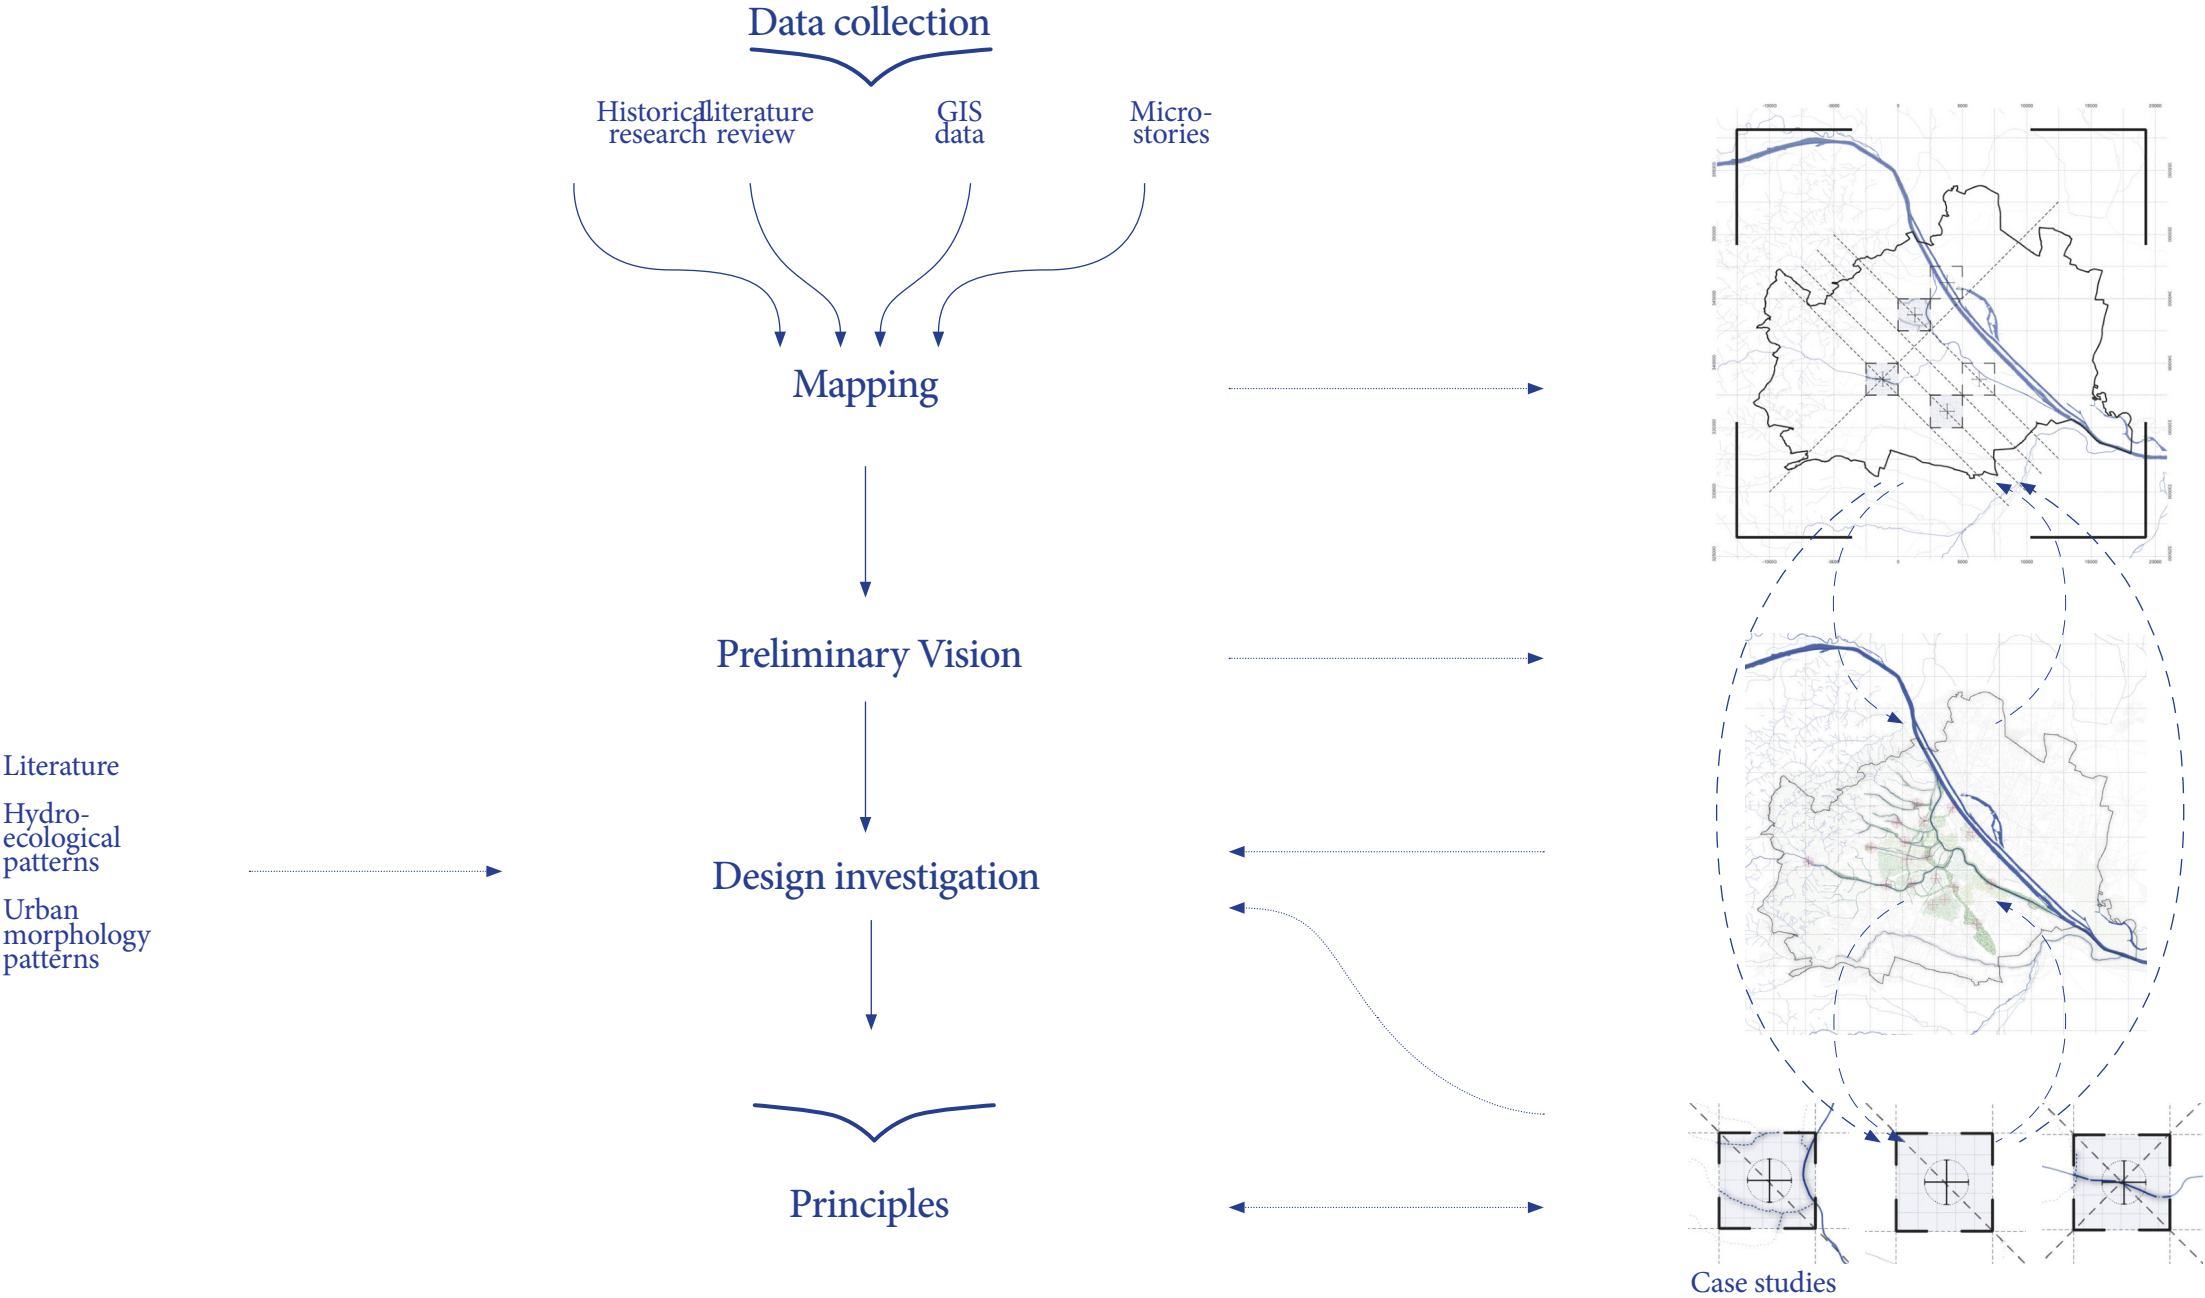 Data collection
Historical
research
Literature
review
GIS
data
Micro-
stories
Mapping
Preliminary Vision
Literature
Hydro-
ecological
patterns
Urban
morphology
patterns
Design investigation
Principles
Case studies